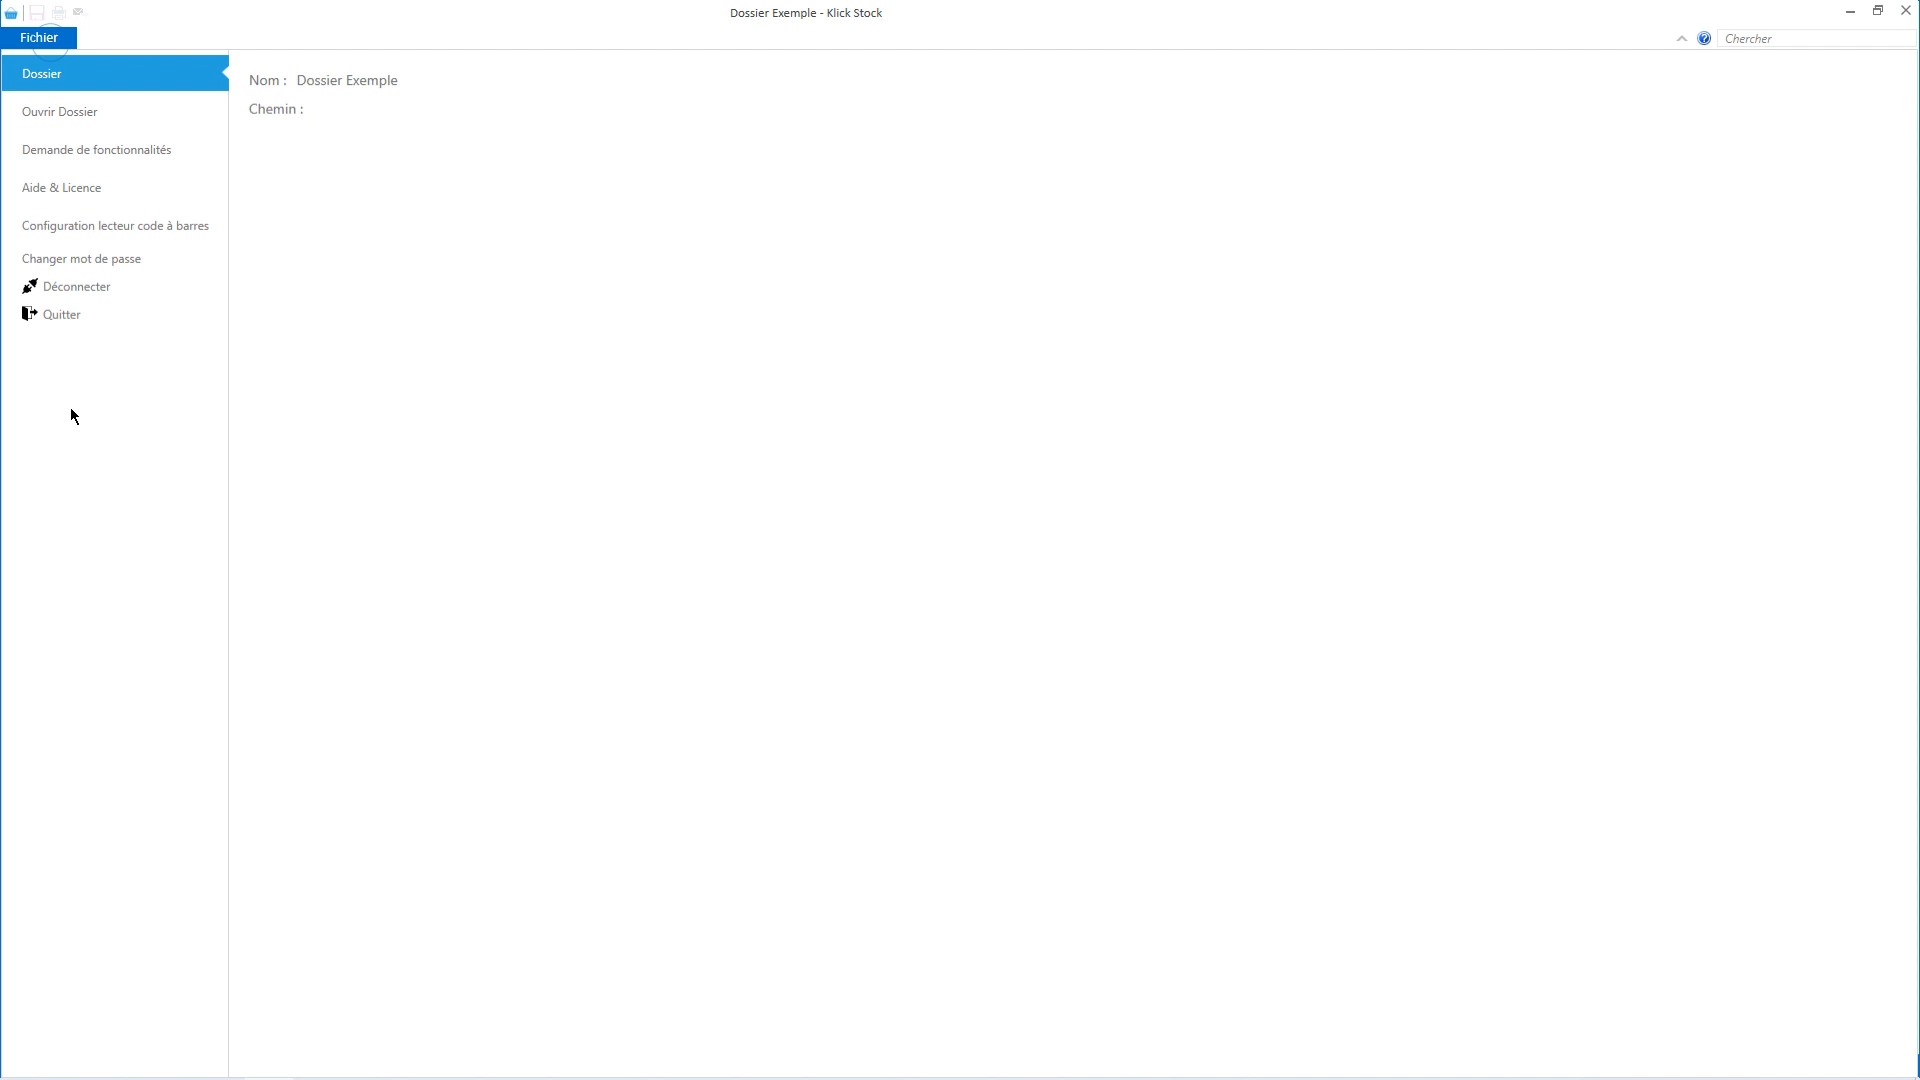 Dossier Exemple - Klick Stock
Fichier
Chercher
Dossier
Ouvrir Dossier
Demande de fonctionnalités
Aide & Licence
Configuration lecteur code à barres
Changer mot de passe
Déconnecter
Quitter
Nom : Dossier Exemple
Chemin :